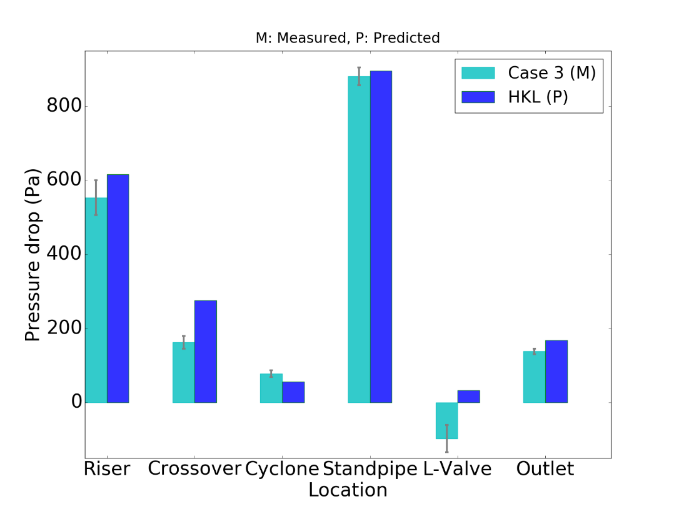 M: Measured, P: Predicted
Case 3 (M)
HKL (P)
800
600
400
200
0
Pressure drop (Pa)
Riser Crossover Cyclone Standpipe L-Valve Outlet
Location